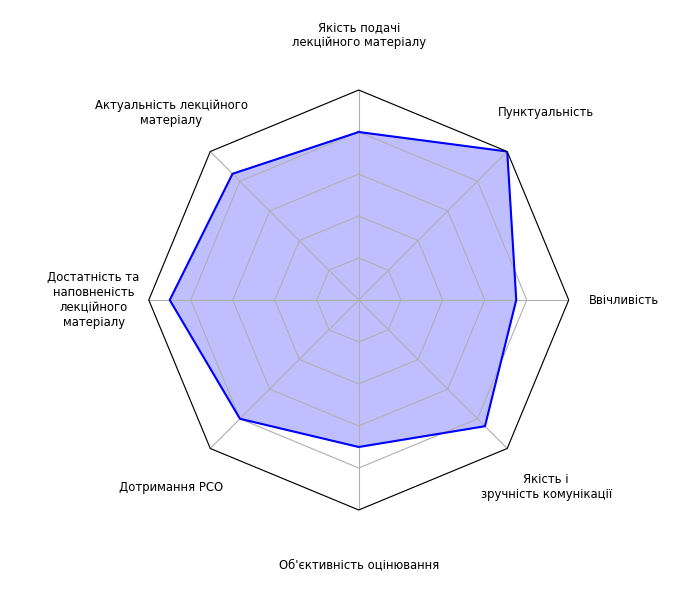 Якість подачі
лекційного матеріалу
Пунктуальність
Актуальність лекційного
матеріалу
Достатність та
наповненість
лекційного
матеріалу
Ввічливість
Дотримання РСО
Якість і
зручність комунікації
Об'єктивність оцінювання